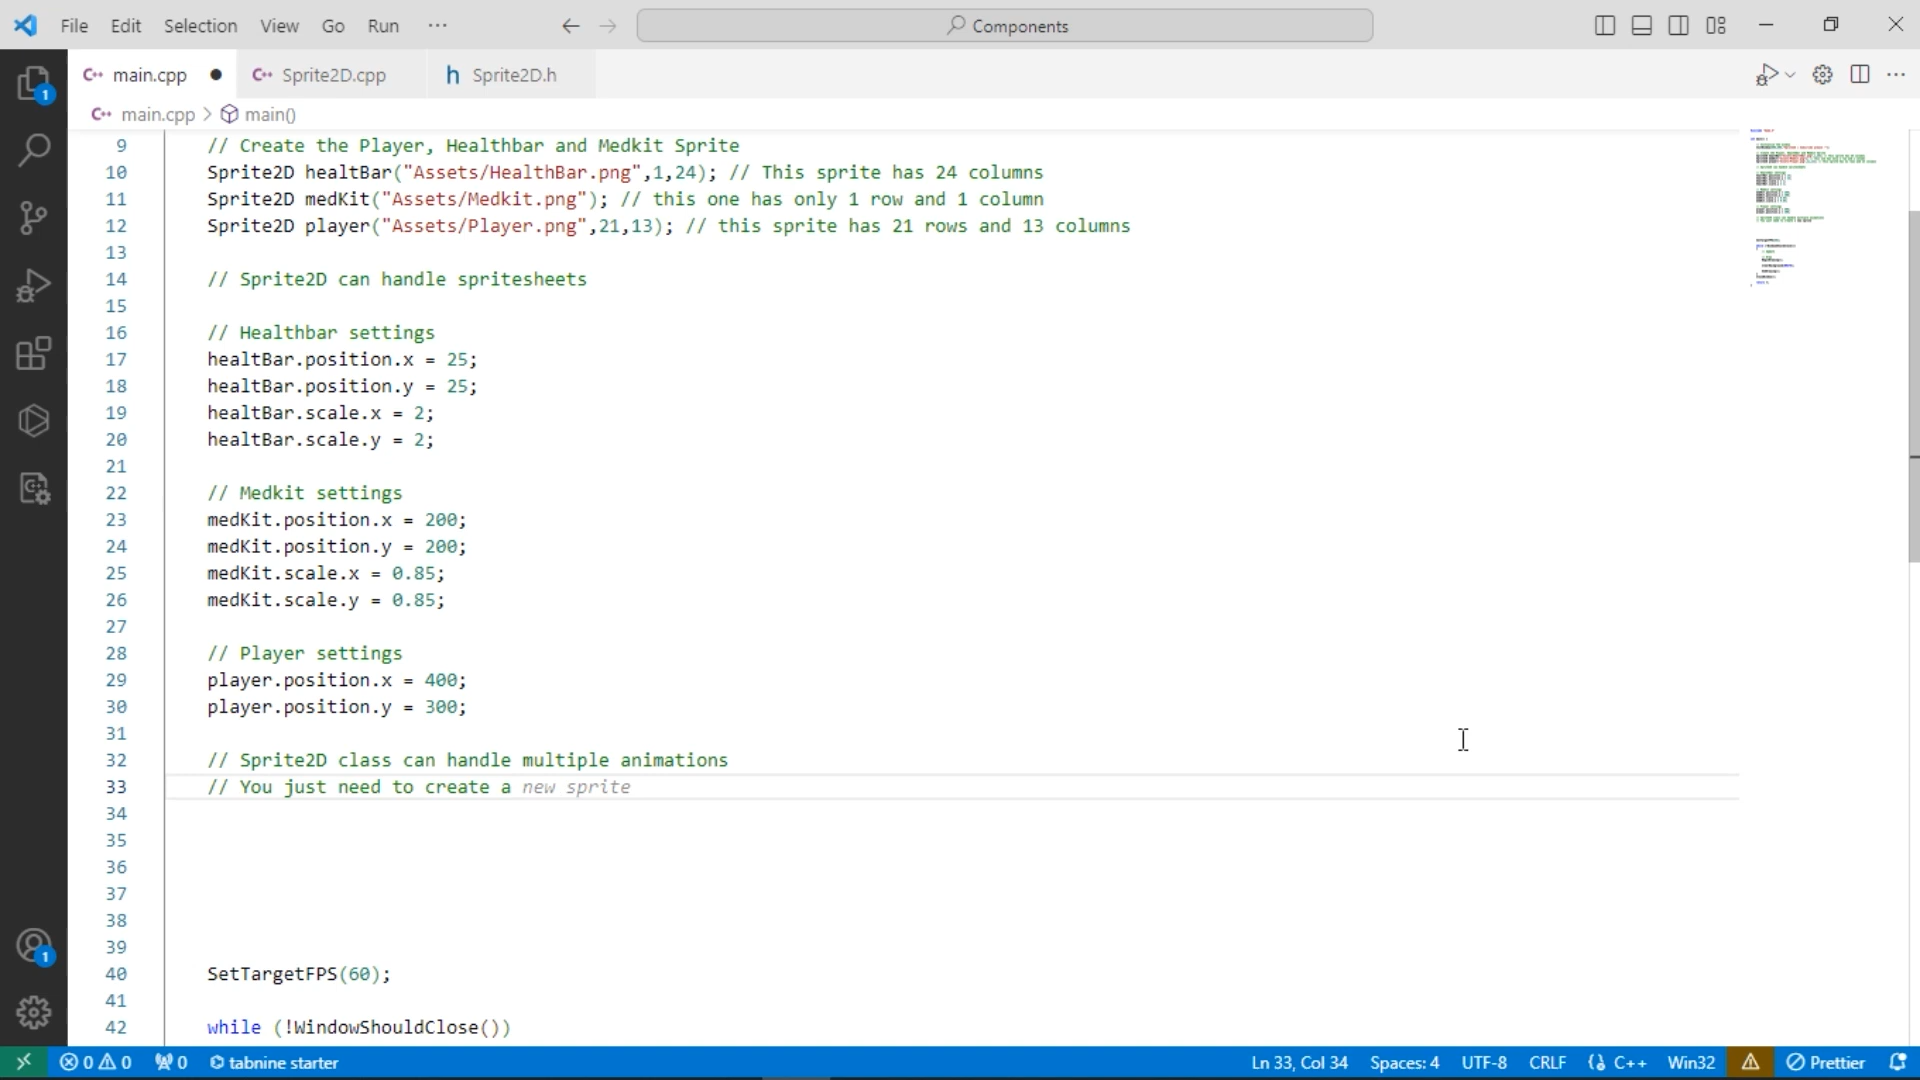 File Edit Selection View Go Run ··· Components
main.cpp Sprite2D.cpp h Sprite2D.h
main.cpp > main()
9 // Create the Player, Healthbar and Medkit Sprite
10 Sprite2D healtBar("Assets/HealthBar.png",1,24); // This sprite has 24 columns
11 Sprite2D medKit("Assets/Medkit.png"); // this one has only 1 row and 1 column
12 Sprite2D player("Assets/Player.png",21,13); // this sprite has 21 rows and 13 columns
13
14 // Sprite2D can handle spritesheets
15
16 // Healthbar settings
17 healtBar.position.x = 25;
18 healtBar.position.y = 25;
19 healtBar.scale.x = 2;
20 healtBar.scale.y = 2;
21
22 // Medkit settings
23 medKit.position.x = 200;
24 medKit.position.y = 200;
25 medKit.scale.x = 0.85;
26 medKit.scale.y = 0.85;
27
28 // Player settings
29 player.position.x = 400;
30 player.position.y = 300;
31
32 // Sprite2D class can handle multiple animations
33 // You just need to create a new sprite
34
35
36
37
38
39
40 SetTargetFPS(60);
41
42 while (!WindowShouldClose())
1
1
0 0 0 tabnine starter Ln 33, Col 34 Spaces: 4 UTF-8 CRLF C++ Win32 Prettier